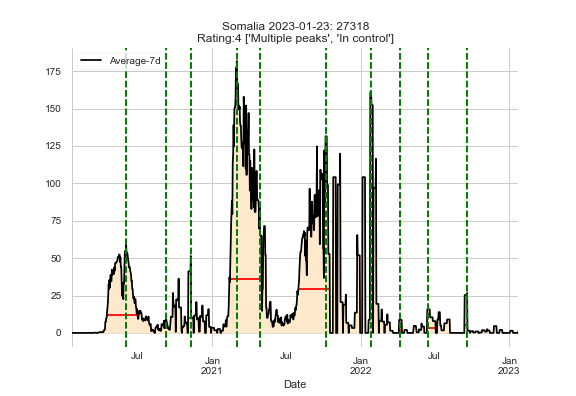 Somalia 2023-01-23: 27318
Rating:4 ['Multiple peaks', 'In control']
Average-7d
175
150
125
100
75
50
25
0
Jul
Jan
2021
Jul
Jan
2022
Jul
Jan
2023
Date